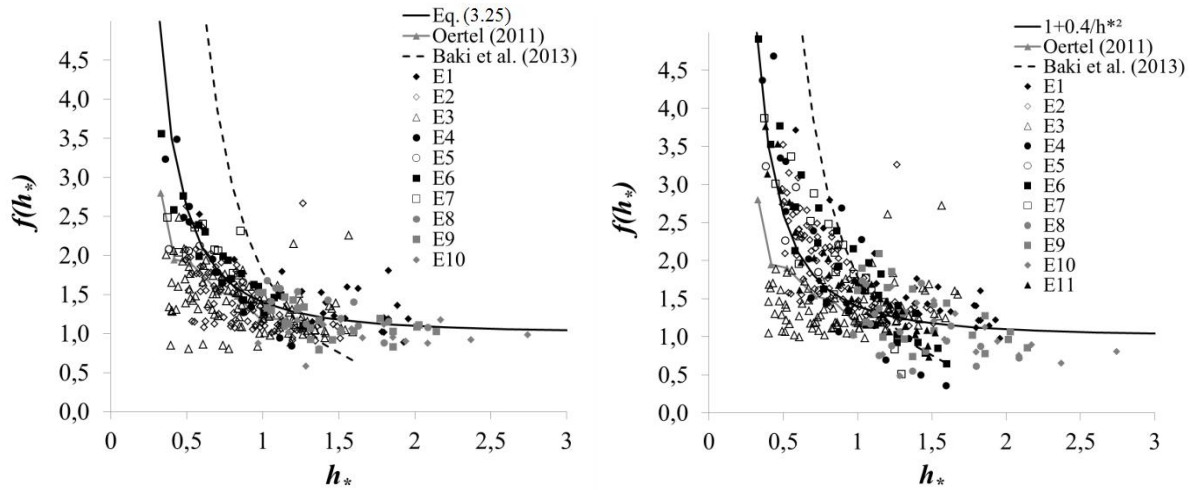 Eq. (3.25)
Oertel (2011)
Baki et al. (2013)
E1
E2
E3
E4
E5
E6
E7
E8
E9
E10
5,0
4,5
4,0
3,5
3,0
2,5
2,0
1,5
1,0
0,5
0,0
f(h*)
0 0,5 1 1,5 2 2,5 3
h*
1+0.4/h*²
Oertel (2011)
Baki et al. (2013)
E1
E2
E3
E4
E5
E6
E7
E8
E9
E10
E11
4,5
4,0
3,5
3,0
2,5
2,0
1,5
1,0
0,5
0,0
f(h*)
0 0,5 1 1,5 2 2,5 3
h*